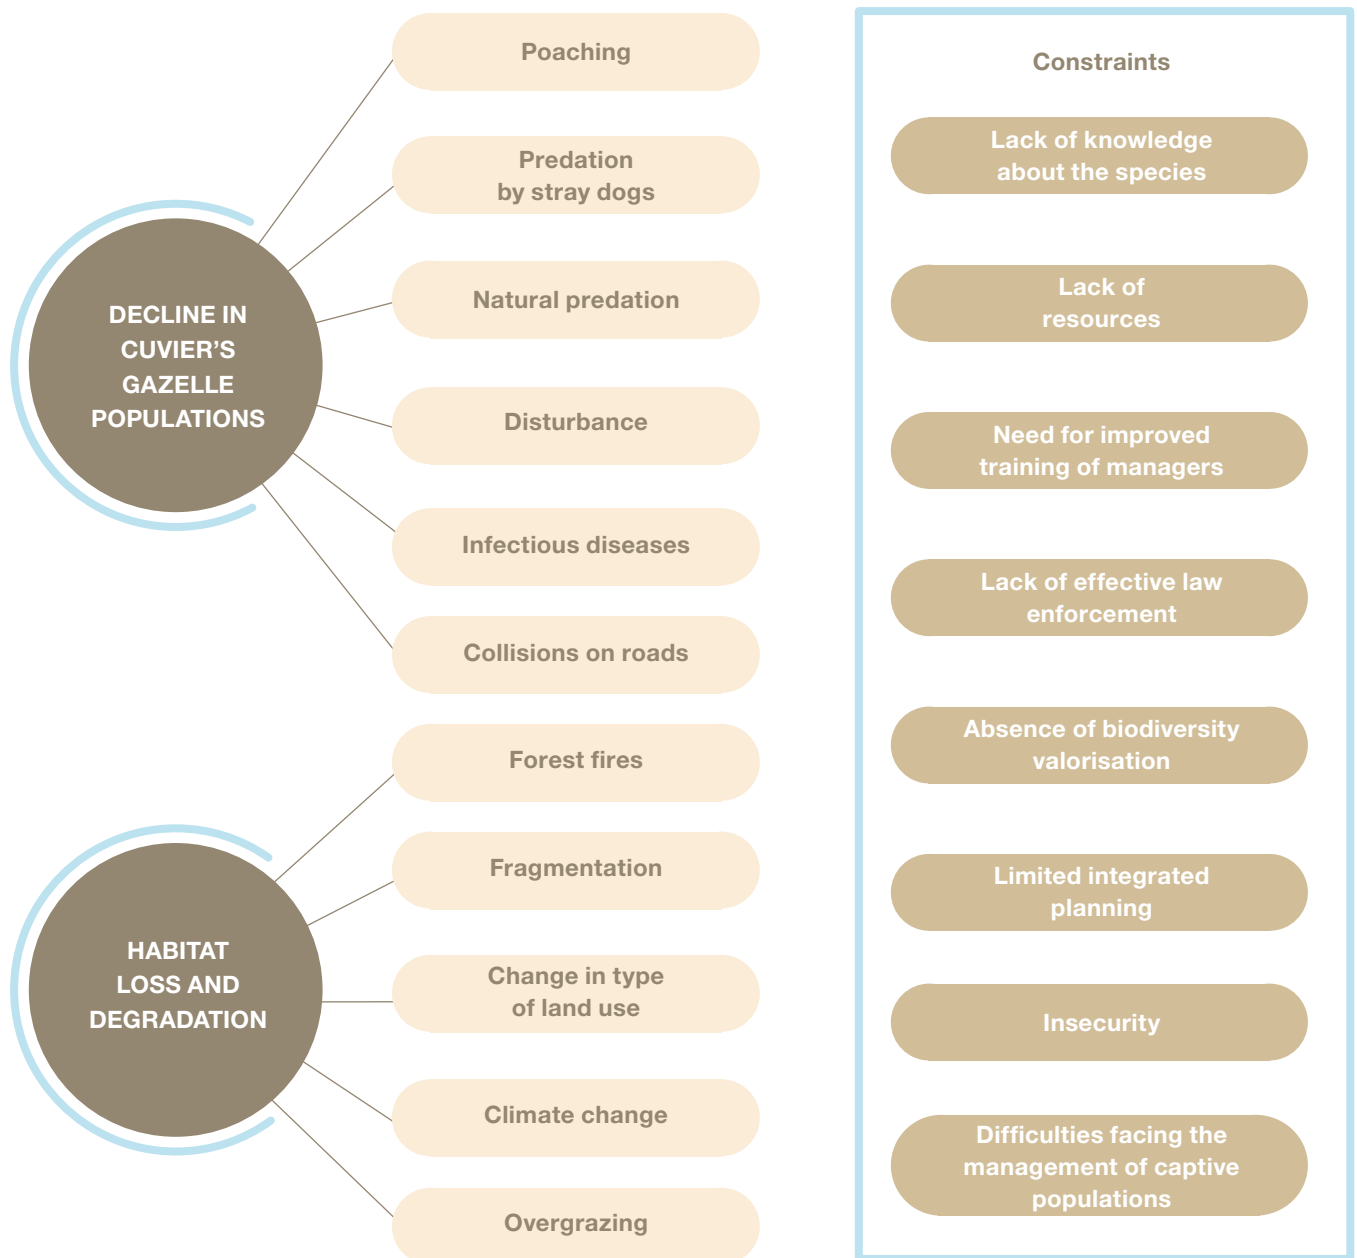 DECLINE IN
CUVIER’S
GAZELLE
POPULATIONS
Poaching
Predation
by stray dogs
Natural predation
Disturbance
Infectious diseases
Collisions on roads
HABITAT
LOSS AND
DEGRADATION
Forest fires
Fragmentation
Change in type
of land use
Climate change
Overgrazing
Constraints
Lack of knowledge
about the species
Lack of
resources
Need for improved
training of managers
Lack of effective law
enforcement
Absence of biodiversity
valorisation
Limited integrated
planning
Insecurity
Difficulties facing the
management of captive
populations